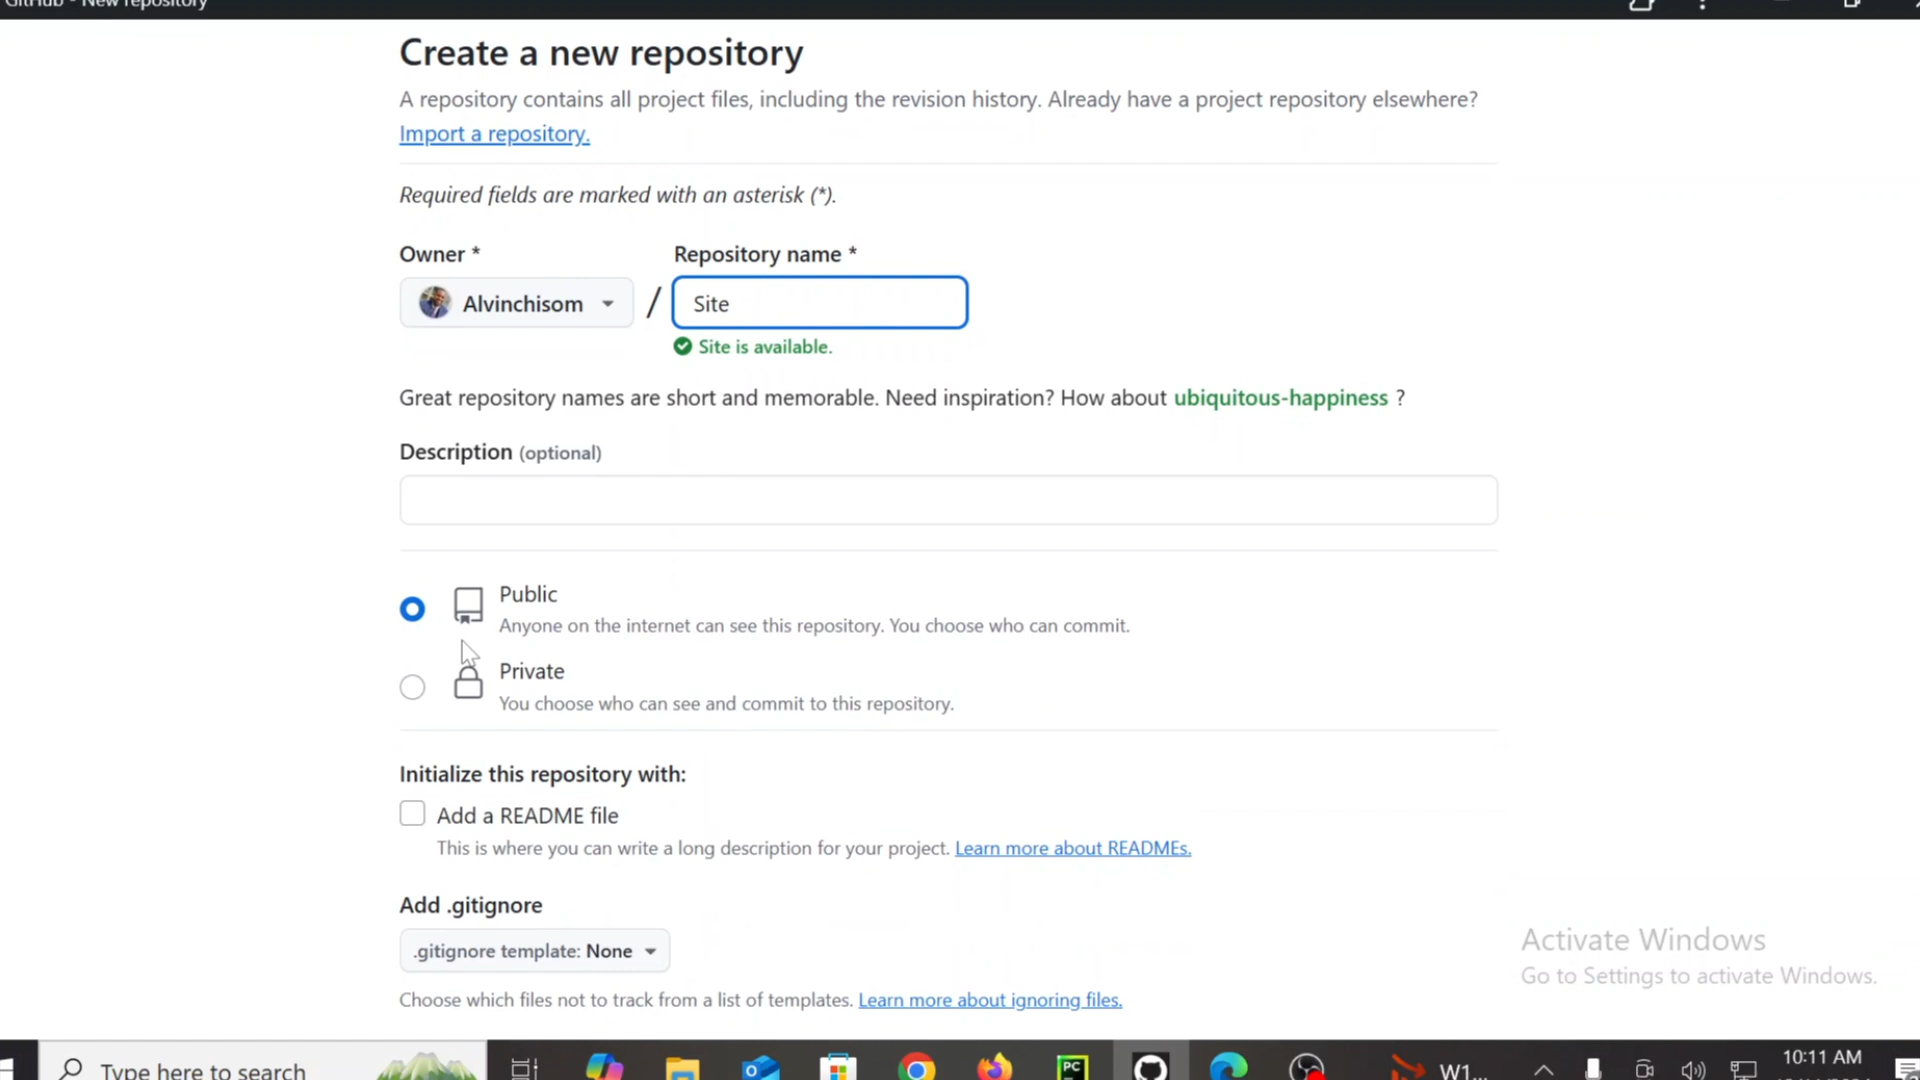 GitHub - New repository
Create a new repository
A repository contains all project files, including the revision history. Already have a project repository elsewhere?
Import a repository.
Required fields are marked with an asterisk (*).
Owner * Repository name *
Alvinchisom / Site
Site is available.
Great repository names are short and memorable. Need inspiration? How about ubiquitous-happiness ?
Description (optional)
Public
Anyone on the internet can see this repository. You choose who can commit.
Private
You choose who can see and commit to this repository.
Initialize this repository with:
Add a README file
This is where you can write a long description for your project. Learn more about READMEs.
Add .gitignore
.gitignore template: None
Choose which files not to track from a list of templates. Learn more about ignoring files.
Activate Windows
Go to Settings to activate Windows.
Type here to search
PC
W1...
10:11 AM